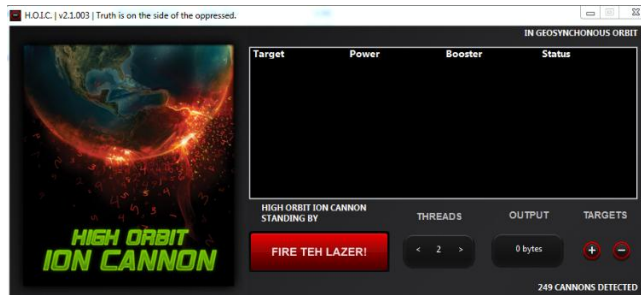 H.O.I.C. | v2.1.003 | Truth is on the side of the oppressed.
IN GEOSYNCHONOUS ORBIT
Target Power Booster Status
HIGH ORBIT
ION CANNON
HIGH ORBIT ION CANNON
STANDING BY
THREADS OUTPUT TARGETS
FIRE TEH LAZER!
< 2 >
0 bytes
+ −
249 CANNONS DETECTED